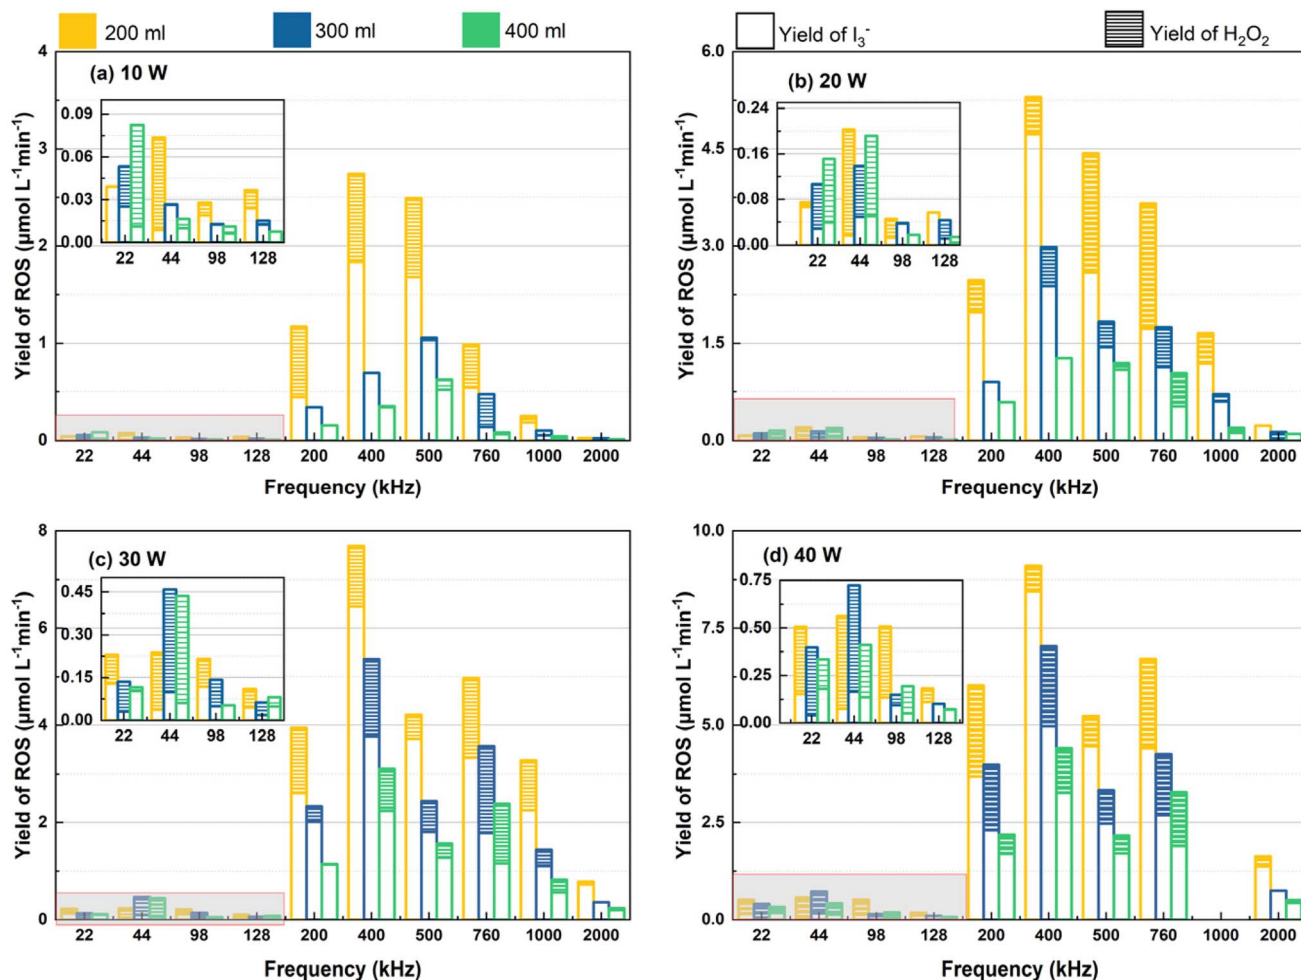 200 ml 300 ml 400 ml Yield of I₃⁻ Yield of H₂O₂
(a) 10 W
Yield of ROS (μmol L⁻¹min⁻¹)
4
3
2
1
0
0.09
0.06
0.03
0.00
22 44 98 128
22 44 98 128 200 400 500 760 1000 2000
Frequency (kHz)
(b) 20 W
Yield of ROS (μmol L⁻¹min⁻¹)
6.0
4.5
3.0
1.5
0.0
0.24
0.16
0.08
0.00
22 44 98 128
22 44 98 128 200 400 500 760 1000 2000
Frequency (kHz)
(c) 30 W
Yield of ROS (μmol L⁻¹min⁻¹)
8
6
4
2
0
0.45
0.30
0.15
0.00
22 44 98 128
22 44 98 128 200 400 500 760 1000 2000
Frequency (kHz)
(d) 40 W
Yield of ROS (μmol L⁻¹min⁻¹)
10.0
7.5
5.0
2.5
0.0
0.75
0.50
0.25
0.00
22 44 98 128
22 44 98 128 200 400 500 760 1000 2000
Frequency (kHz)